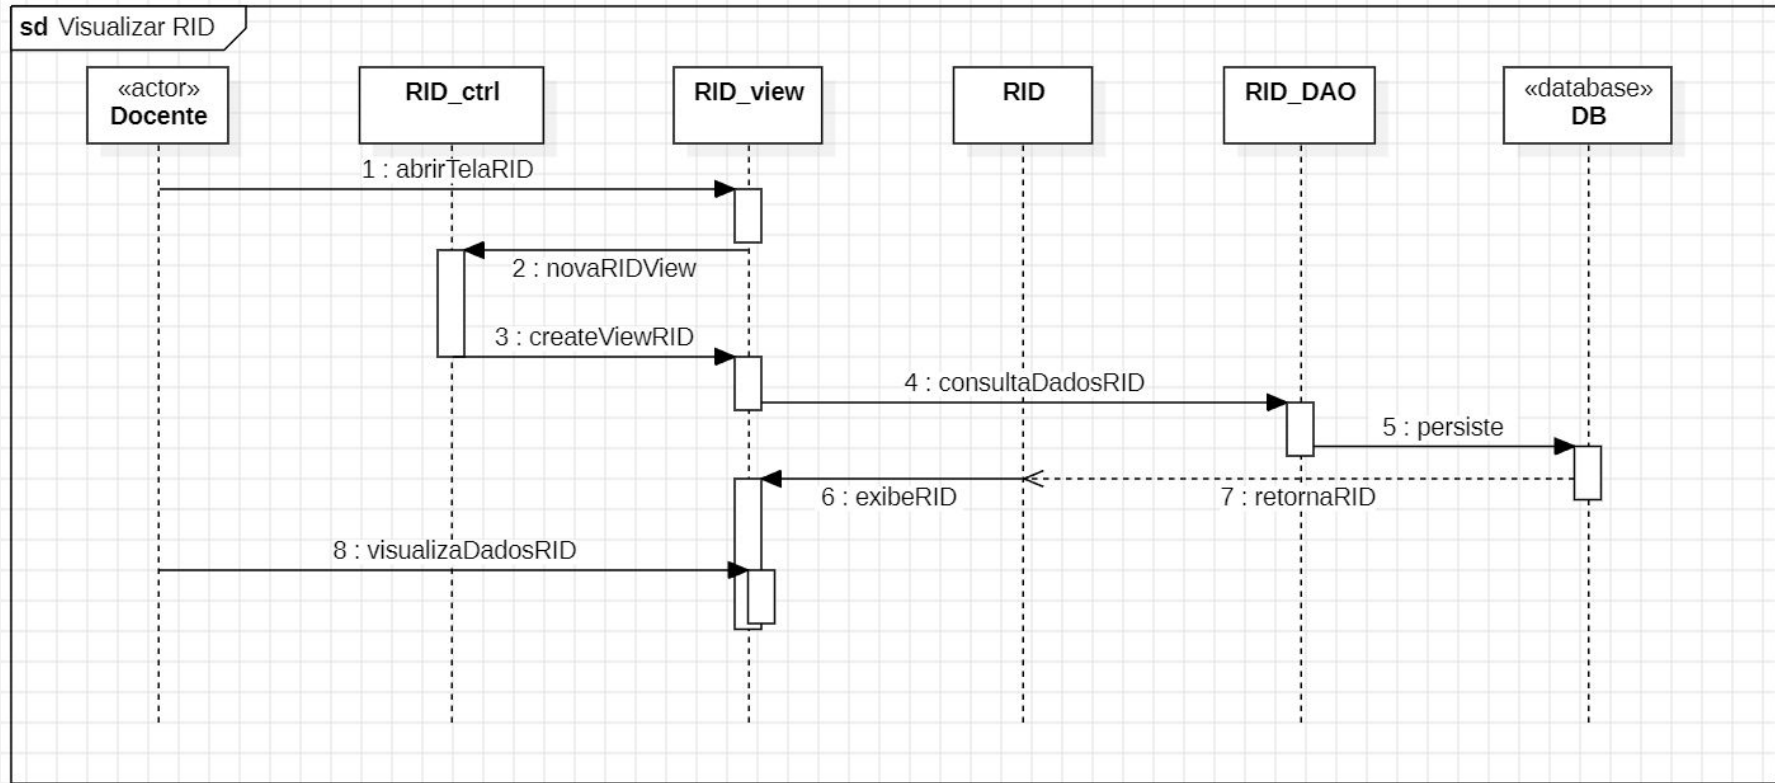 sd Visualizar RID
«actor»
Docente
RID_ctrl
RID_view
RID
RID_DAO
«database»
DB
1 : abrirTelaRID
2 : novaRIDView
3 : createViewRID
4 : consultaDadosRID
5 : persiste
6 : exibeRID
7 : retornaRID
8 : visualizaDadosRID